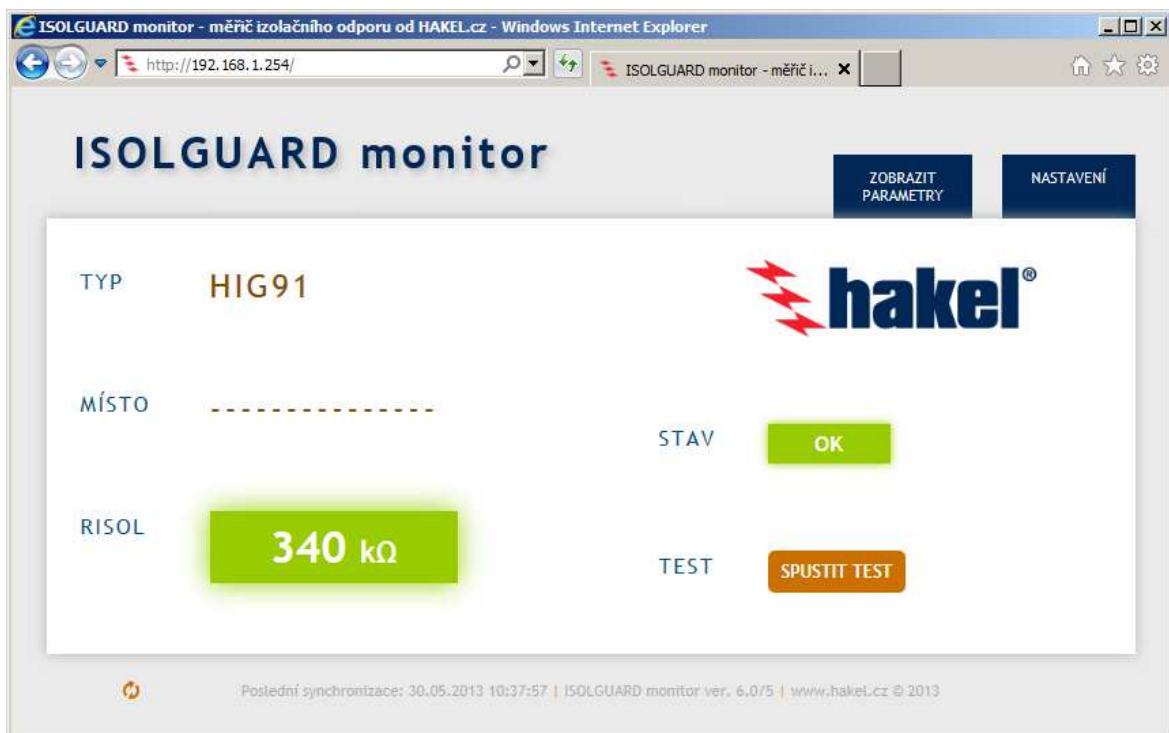 ISOLGUARD monitor - měřič izolačního odporu od HAKEL.cz - Windows Internet Explorer
http://192.168.1.254/
ISOLGUARD monitor - měřič i...
ISOLGUARD monitor
ZOBRAZIT
PARAMETRY
NASTAVENÍ
TYP
HIG91
hakel®
MÍSTO
---------------
STAV
OK
RISOL
340 kΩ
TEST
SPUSTIT TEST
Poslední synchronizace: 30.05.2013 10:37:57 | ISOLGUARD monitor ver. 6.0/5 | www.hakel.cz © 2013